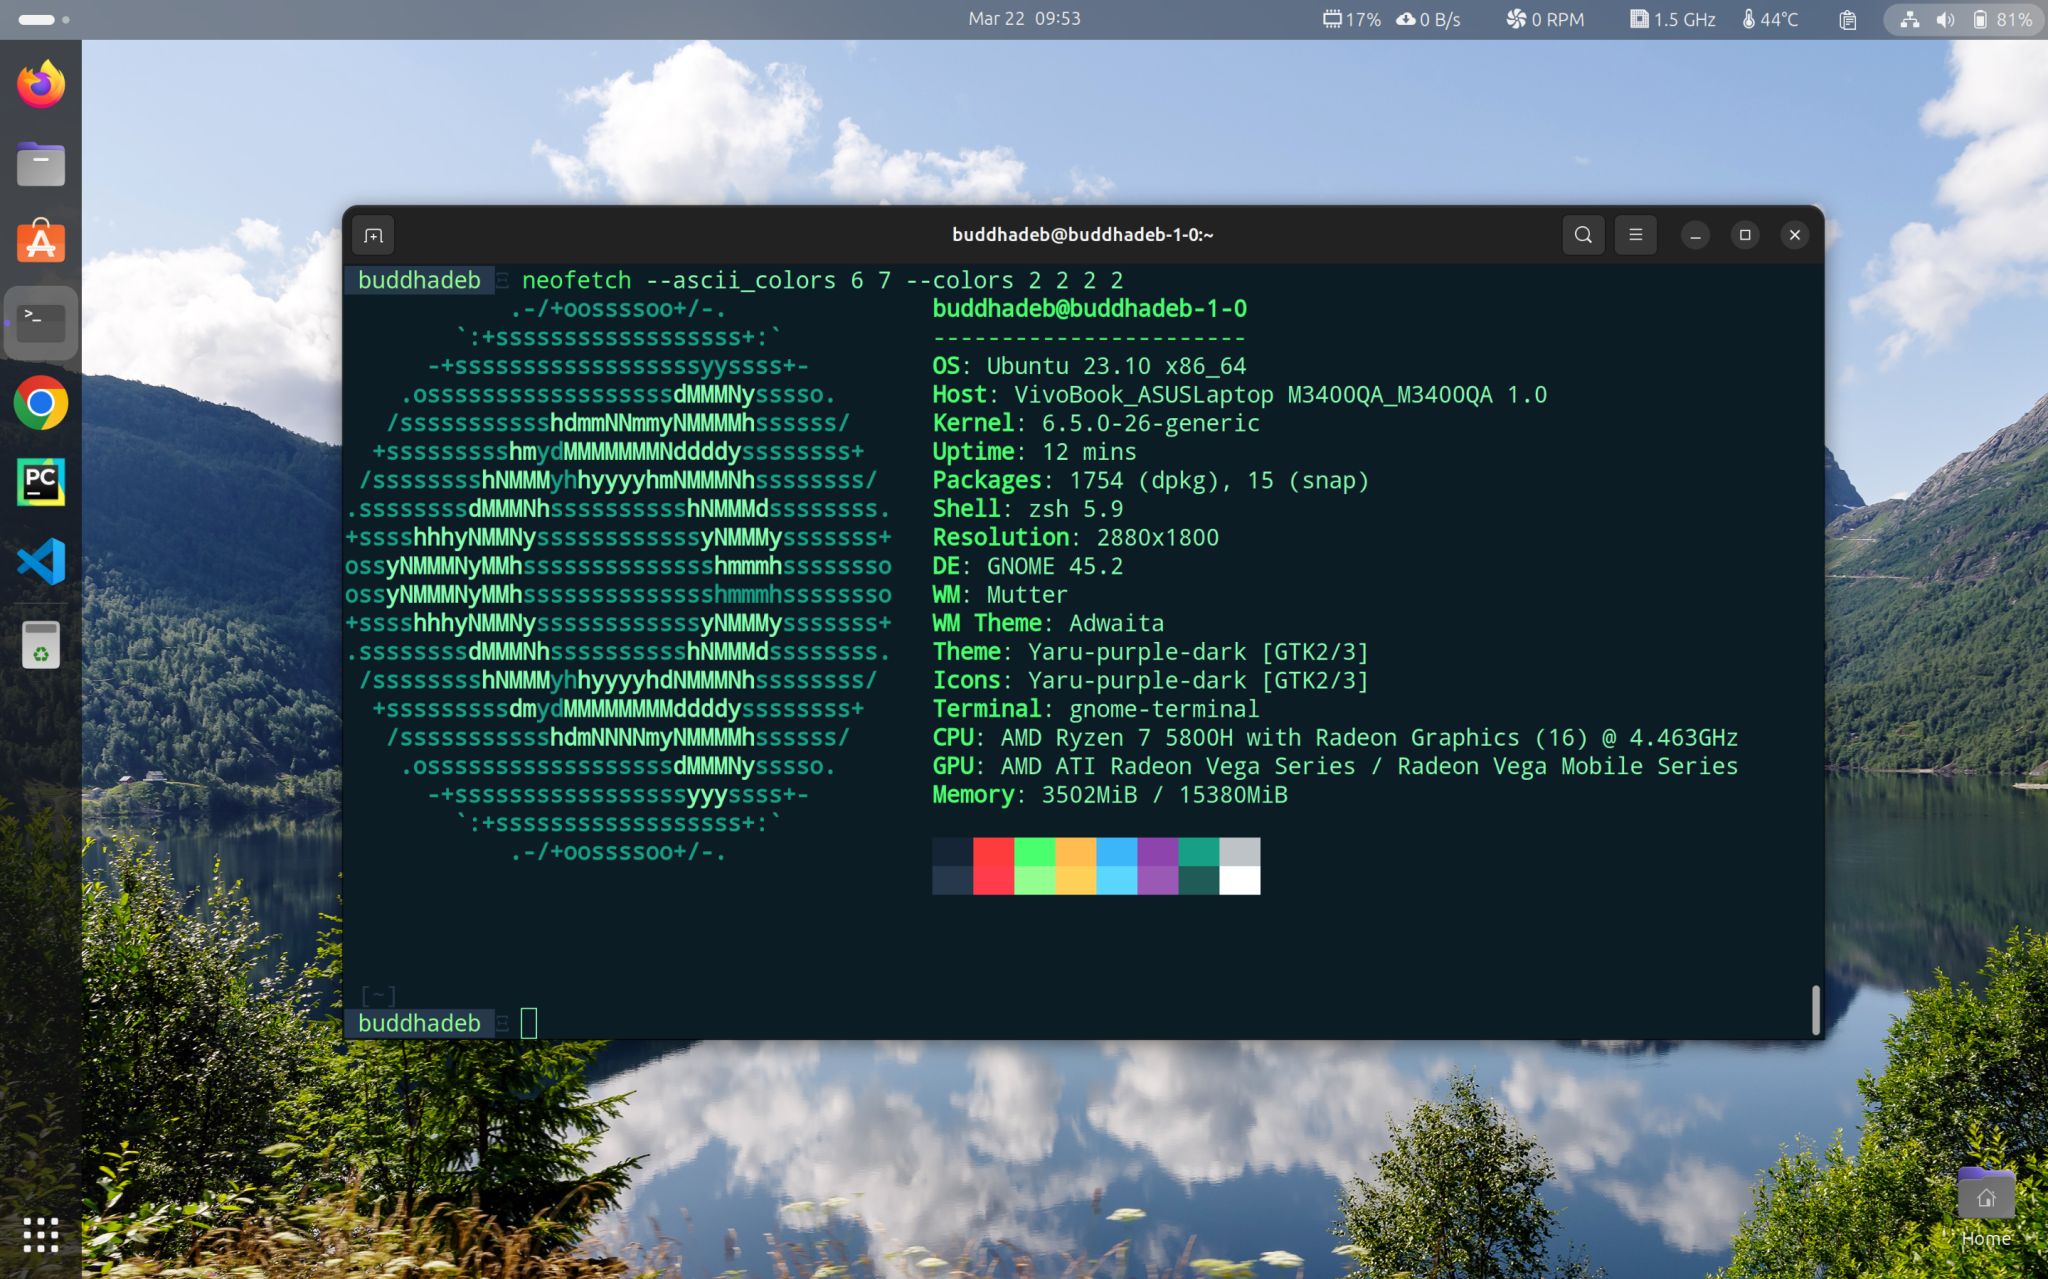 Mar 22 09:53
17% 0 B/s 0 RPM 1.5 GHz 44°C 81%
buddhadeb@buddhadeb-1-0:~
buddhadeb Ξ neofetch --ascii_colors 6 7 --colors 2 2 2 2
.-/+oossssoo+/-. buddhadeb@buddhadeb-1-0
`:+ssssssssssssssssss+:` -----------------------
-+ssssssssssssssssssyyssss+- OS: Ubuntu 23.10 x86_64
.ossssssssssssssssssdMMMNysssso. Host: VivoBook_ASUSLaptop M3400QA_M3400QA 1.0
/ssssssssssshdmmNNmmyNMMMMhssssss/ Kernel: 6.5.0-26-generic
+ssssssssshmydMMMMMMMNddddyssssssss+ Uptime: 12 mins
/sssssssshNMMMyhhyyyyhmNMMMNhssssssss/ Packages: 1754 (dpkg), 15 (snap)
.ssssssssdMMMNhsssssssssshNMMMdssssssss. Shell: zsh 5.9
+sssshhhyNMMNyssssssssssssyNMMMysssssss+ Resolution: 2880x1800
ossyNMMMNyMMhsssssssssssssshmmmhssssssso DE: GNOME 45.2
ossyNMMMNyMMhsssssssssssssshmmmhssssssso WM: Mutter
+sssshhhyNMMNyssssssssssssyNMMMysssssss+ WM Theme: Adwaita
.ssssssssdMMMNhsssssssssshNMMMdssssssss. Theme: Yaru-purple-dark [GTK2/3]
/sssssssshNMMMyhhyyyyhdNMMMNhssssssss/ Icons: Yaru-purple-dark [GTK2/3]
+sssssssssdmydMMMMMMMMddddyssssssss+ Terminal: gnome-terminal
/ssssssssssshdmNNNNmyNMMMMhssssss/ CPU: AMD Ryzen 7 5800H with Radeon Graphics (16) @ 4.463GHz
.ossssssssssssssssssdMMMNysssso. GPU: AMD ATI Radeon Vega Series / Radeon Vega Mobile Series
-+sssssssssssssssssyyyssss+- Memory: 3502MiB / 15380MiB
`:+ssssssssssssssssss+:`
.-/+oossssoo+/-.
[~]
buddhadeb Ξ
PC
Home